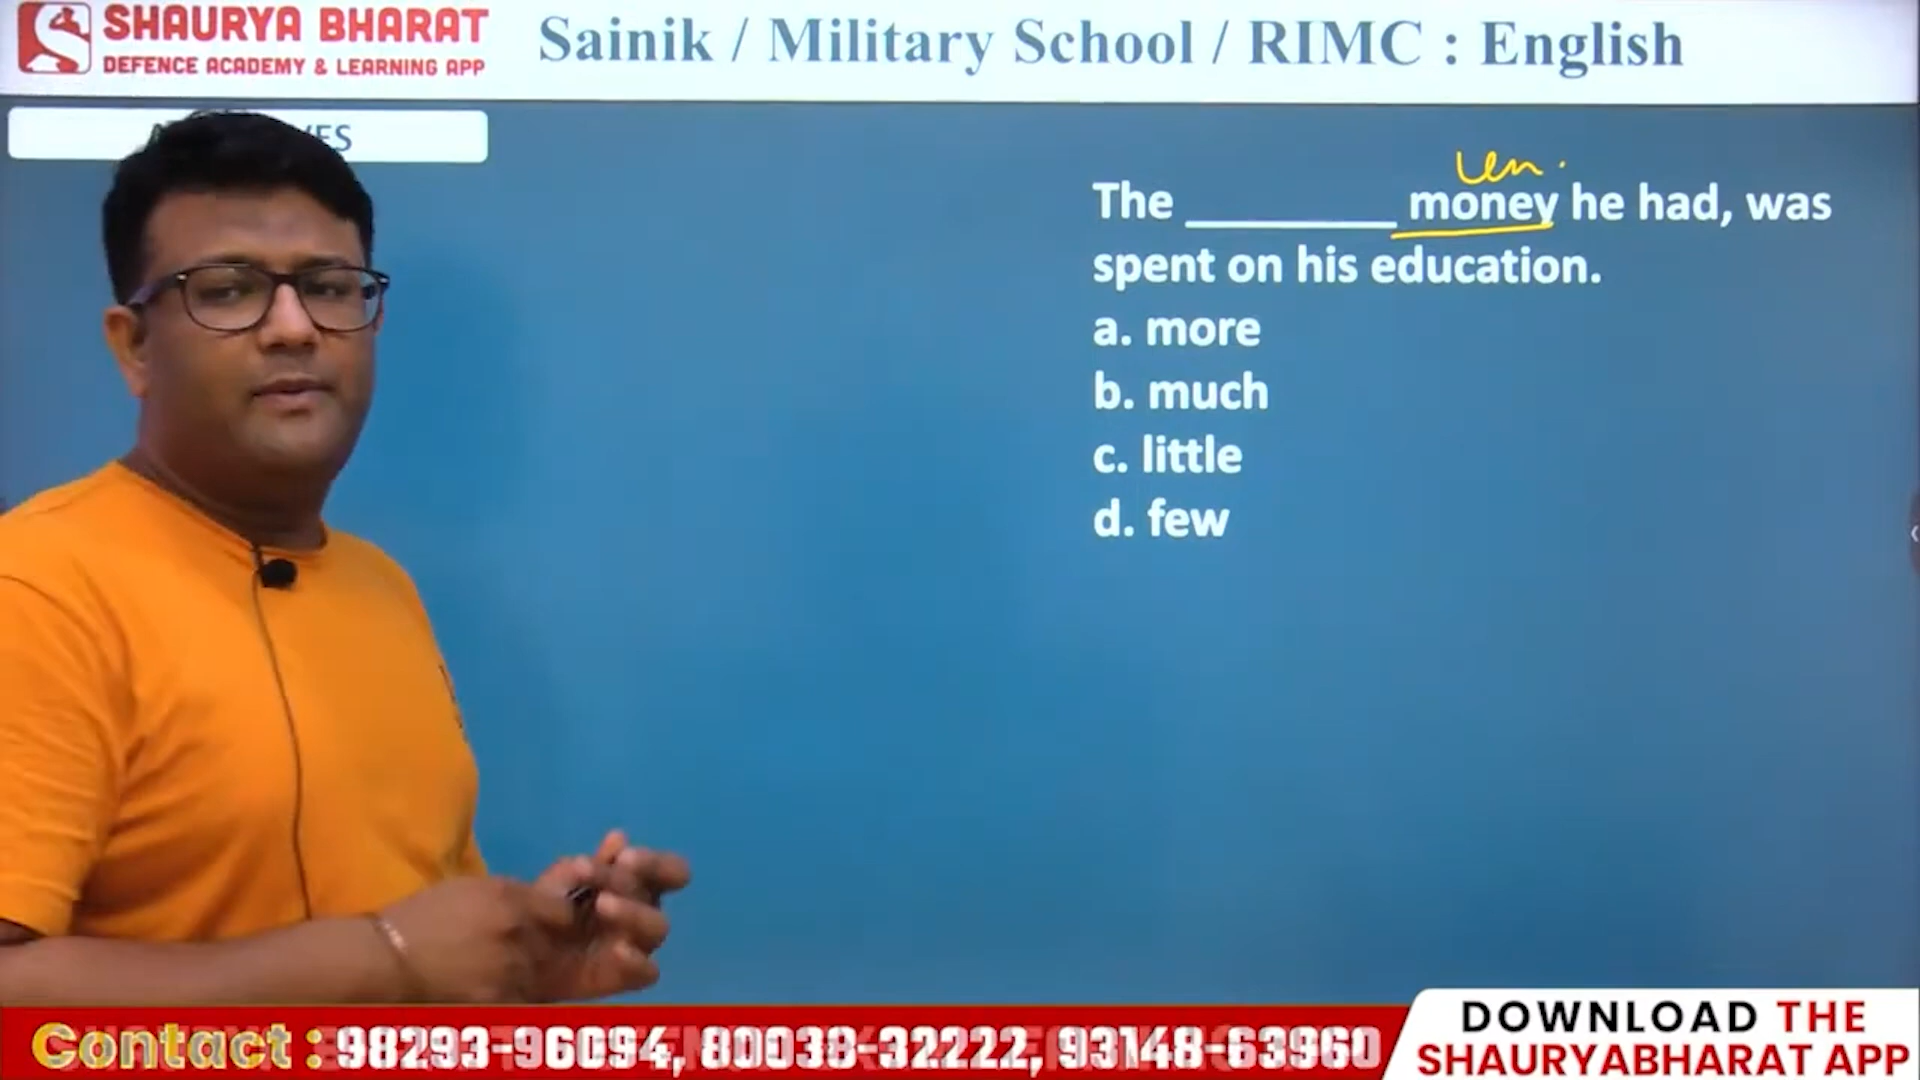 SHAURYA BHARAT
DEFENCE ACADEMY & LEARNING APP
Sainik / Military School / RIMC : English
The ________ money he had, was
spent on his education.
a. more
b. much
c. little
d. few
Contact : 98293-96094, 80038-32222, 93148-63960
DOWNLOAD THE
SHAURYABHARAT APP